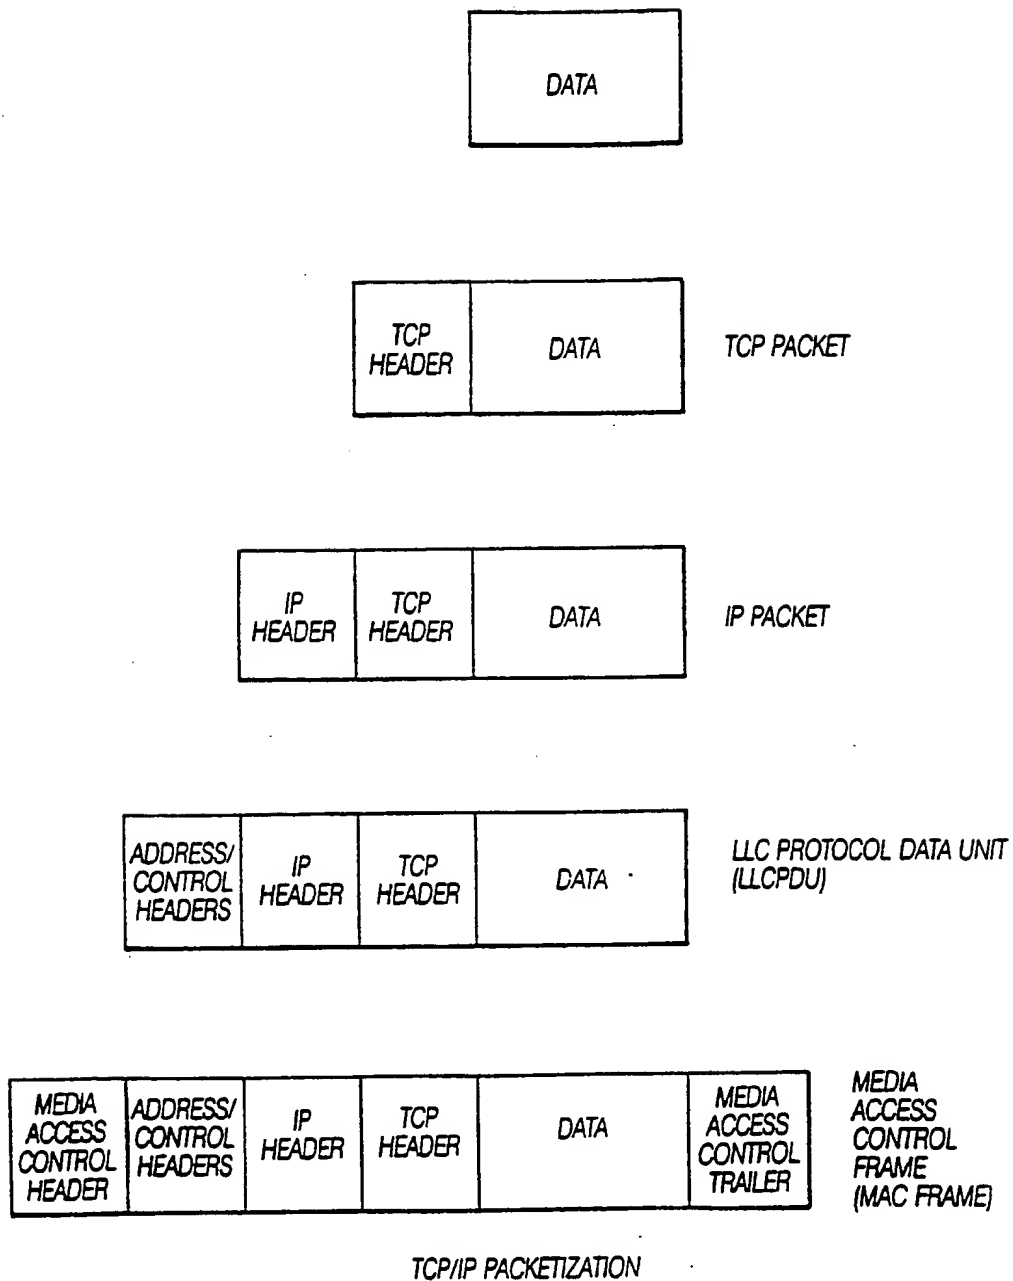 DATA
TCP
HEADER
DATA
TCP PACKET
IP
HEADER
TCP
HEADER
DATA
IP PACKET
ADDRESS/
CONTROL
HEADERS
IP
HEADER
TCP
HEADER
DATA
LLC PROTOCOL DATA UNIT
(LLCPDU)
MEDIA
ACCESS
CONTROL
HEADER
ADDRESS/
CONTROL
HEADERS
IP
HEADER
TCP
HEADER
DATA
MEDIA
ACCESS
CONTROL
TRAILER
MEDIA
ACCESS
CONTROL
FRAME
(MAC FRAME)
TCP/IP PACKETIZATION